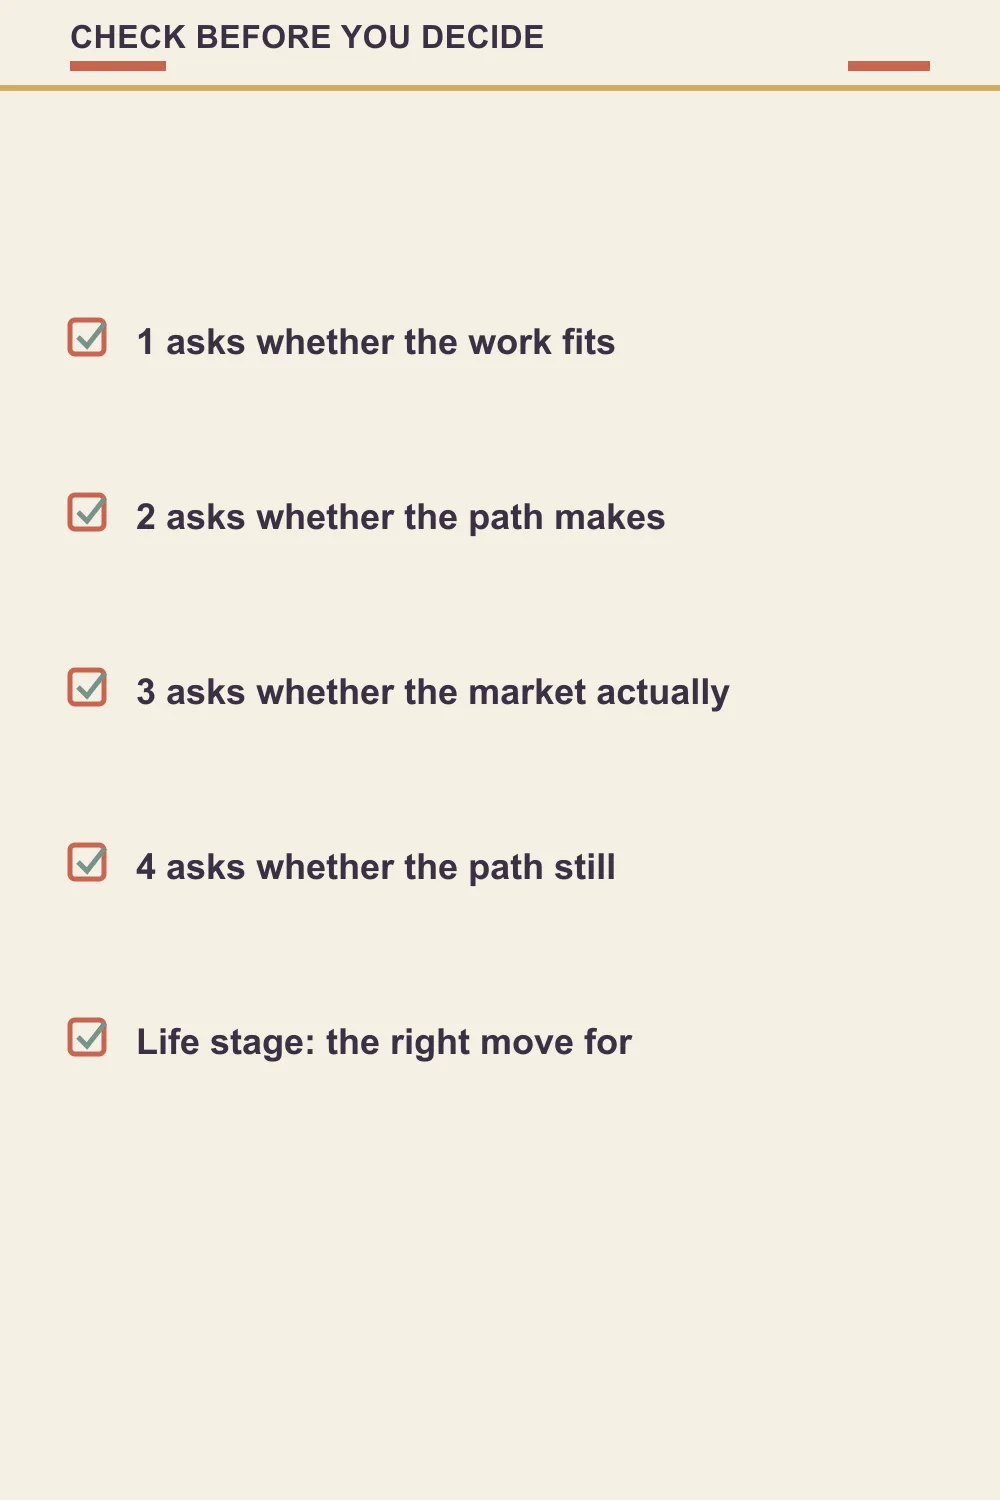 CHECK BEFORE YOU DECIDE
1 asks whether the work fits
2 asks whether the path makes
3 asks whether the market actually
4 asks whether the path still
Life stage: the right move for